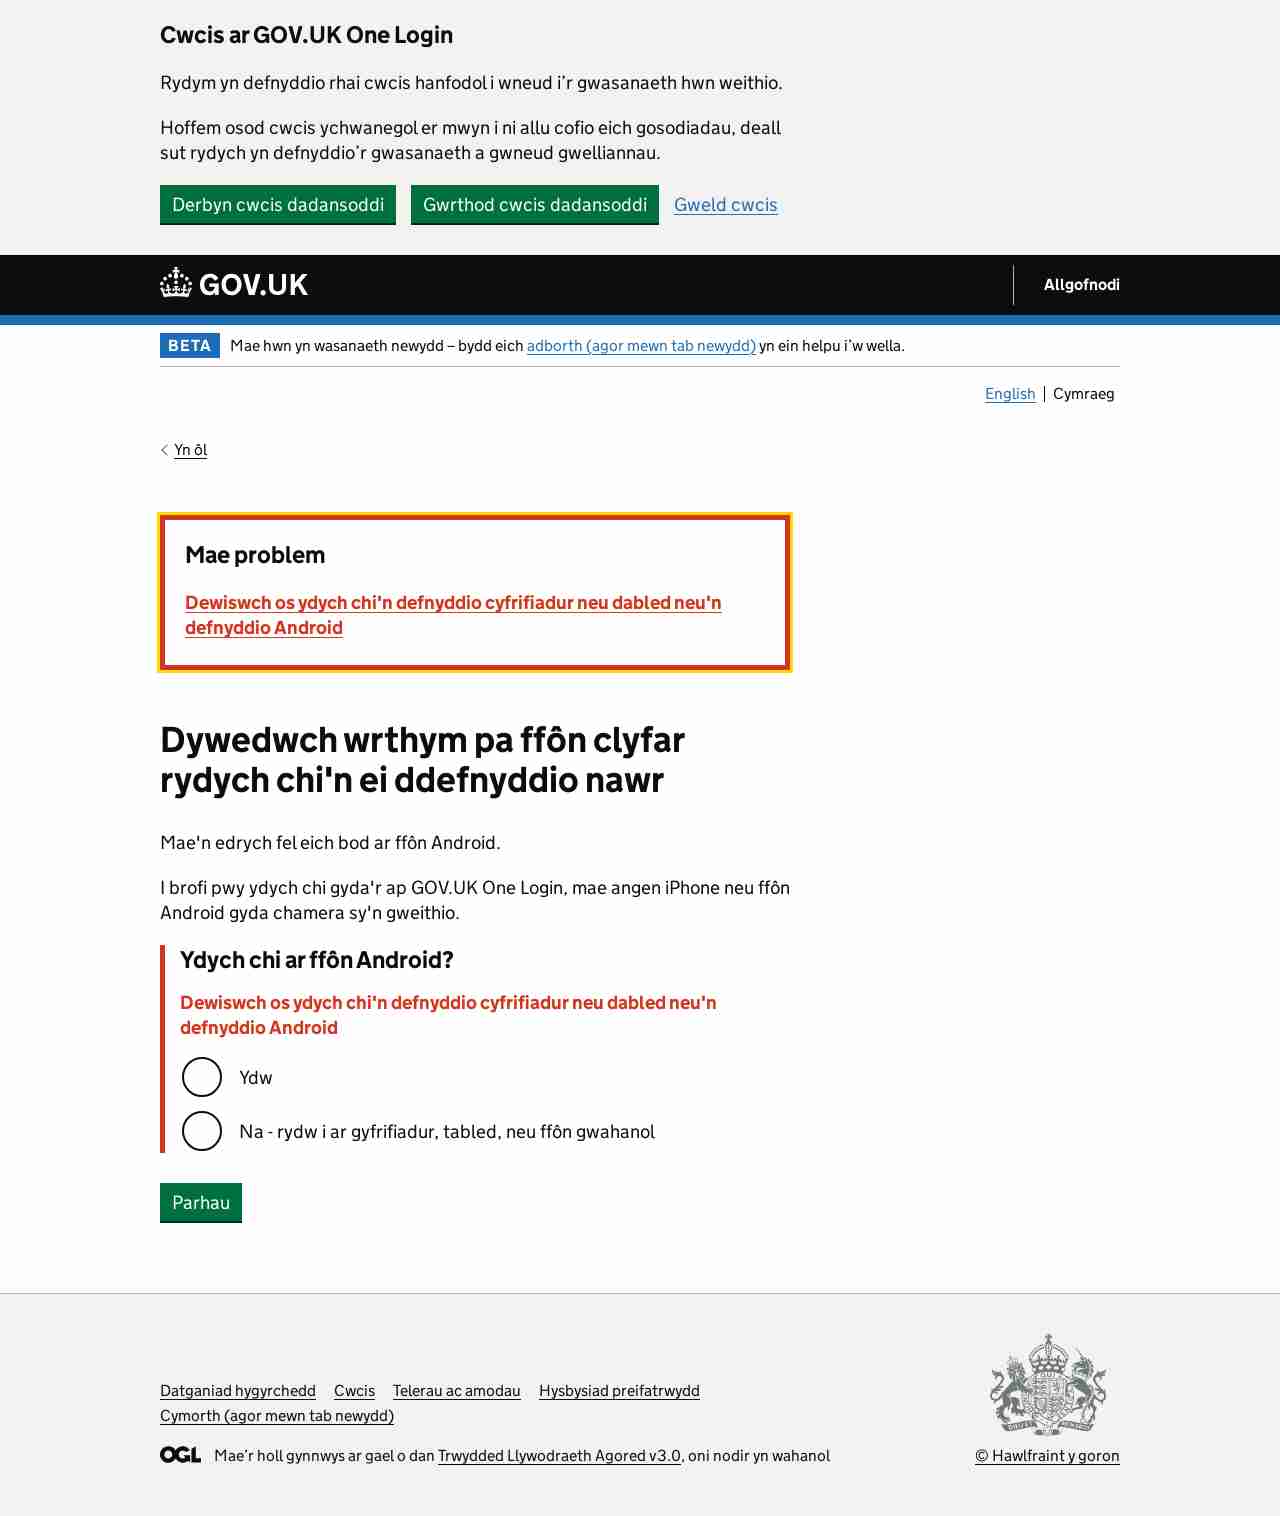 Cwcis ar GOV.UK One Login
Rydym yn defnyddio rhai cwcis hanfodol i wneud i’r gwasanaeth hwn weithio.
Hoffem osod cwcis ychwanegol er mwyn i ni allu cofio eich gosodiadau, deall
sut rydych yn defnyddio’r gwasanaeth a gwneud gwelliannau.
Derbyn cwcis dadansoddi Gwrthod cwcis dadansoddi Gweld cwcis
GOV.UK Allgofnodi
BETA Mae hwn yn wasanaeth newydd – bydd eich adborth (agor mewn tab newydd) yn ein helpu i’w wella.
English Cymraeg
Yn ôl
Mae problem
Dewiswch os ydych chi'n defnyddio cyfrifiadur neu dabled neu'n
defnyddio Android
Dywedwch wrthym pa ffôn clyfar
rydych chi'n ei ddefnyddio nawr
Mae'n edrych fel eich bod ar ffôn Android.
I brofi pwy ydych chi gyda'r ap GOV.UK One Login, mae angen iPhone neu ffôn
Android gyda chamera sy'n gweithio.
Ydych chi ar ffôn Android?
Dewiswch os ydych chi'n defnyddio cyfrifiadur neu dabled neu'n
defnyddio Android
Ydw
Na - rydw i ar gyfrifiadur, tabled, neu ffôn gwahanol
Parhau
Datganiad hygyrchedd Cwcis Telerau ac amodau Hysbysiad preifatrwydd
Cymorth (agor mewn tab newydd)
OGL Mae’r holl gynnwys ar gael o dan Trwydded Llywodraeth Agored v3.0, oni nodir yn wahanol
© Hawlfraint y goron